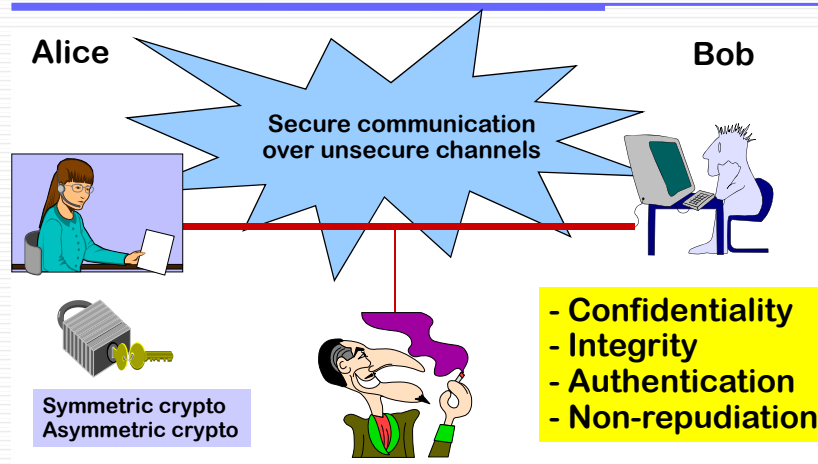 Alice
Bob
Secure communication
over unsecure channels
- Confidentiality
- Integrity
- Authentication
- Non-repudiation
Symmetric crypto
Asymmetric crypto